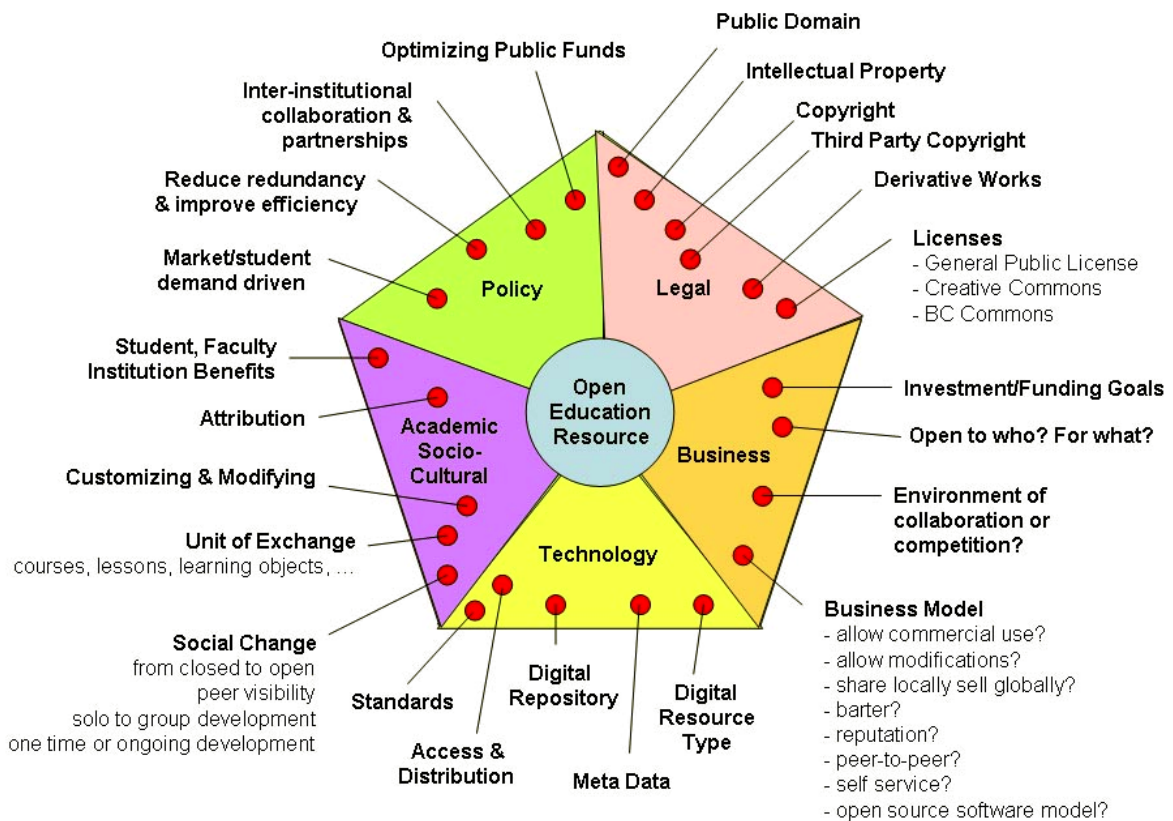 Public Domain
Optimizing Public Funds
Intellectual Property
Inter-institutional
collaboration &
partnerships
Copyright
Third Party Copyright
Reduce redundancy
& improve efficiency
Derivative Works
Market/student
demand driven
Licenses
- General Public License
- Creative Commons
- BC Commons
Policy
Legal
Student, Faculty
Institution Benefits
Attribution
Academic
Socio-
Cultural
Open
Education
Resource
Business
Investment/Funding Goals
Open to who? For what?
Customizing & Modifying
Environment of
collaboration or
competition?
Unit of Exchange
courses, lessons, learning objects, ...
Technology
Social Change
from closed to open
peer visibility
solo to group development
one time or ongoing development
Standards
Access &
Distribution
Digital
Repository
Meta Data
Digital
Resource
Type
Business Model
- allow commercial use?
- allow modifications?
- share locally sell globally?
- barter?
- reputation?
- peer-to-peer?
- self service?
- open source software model?